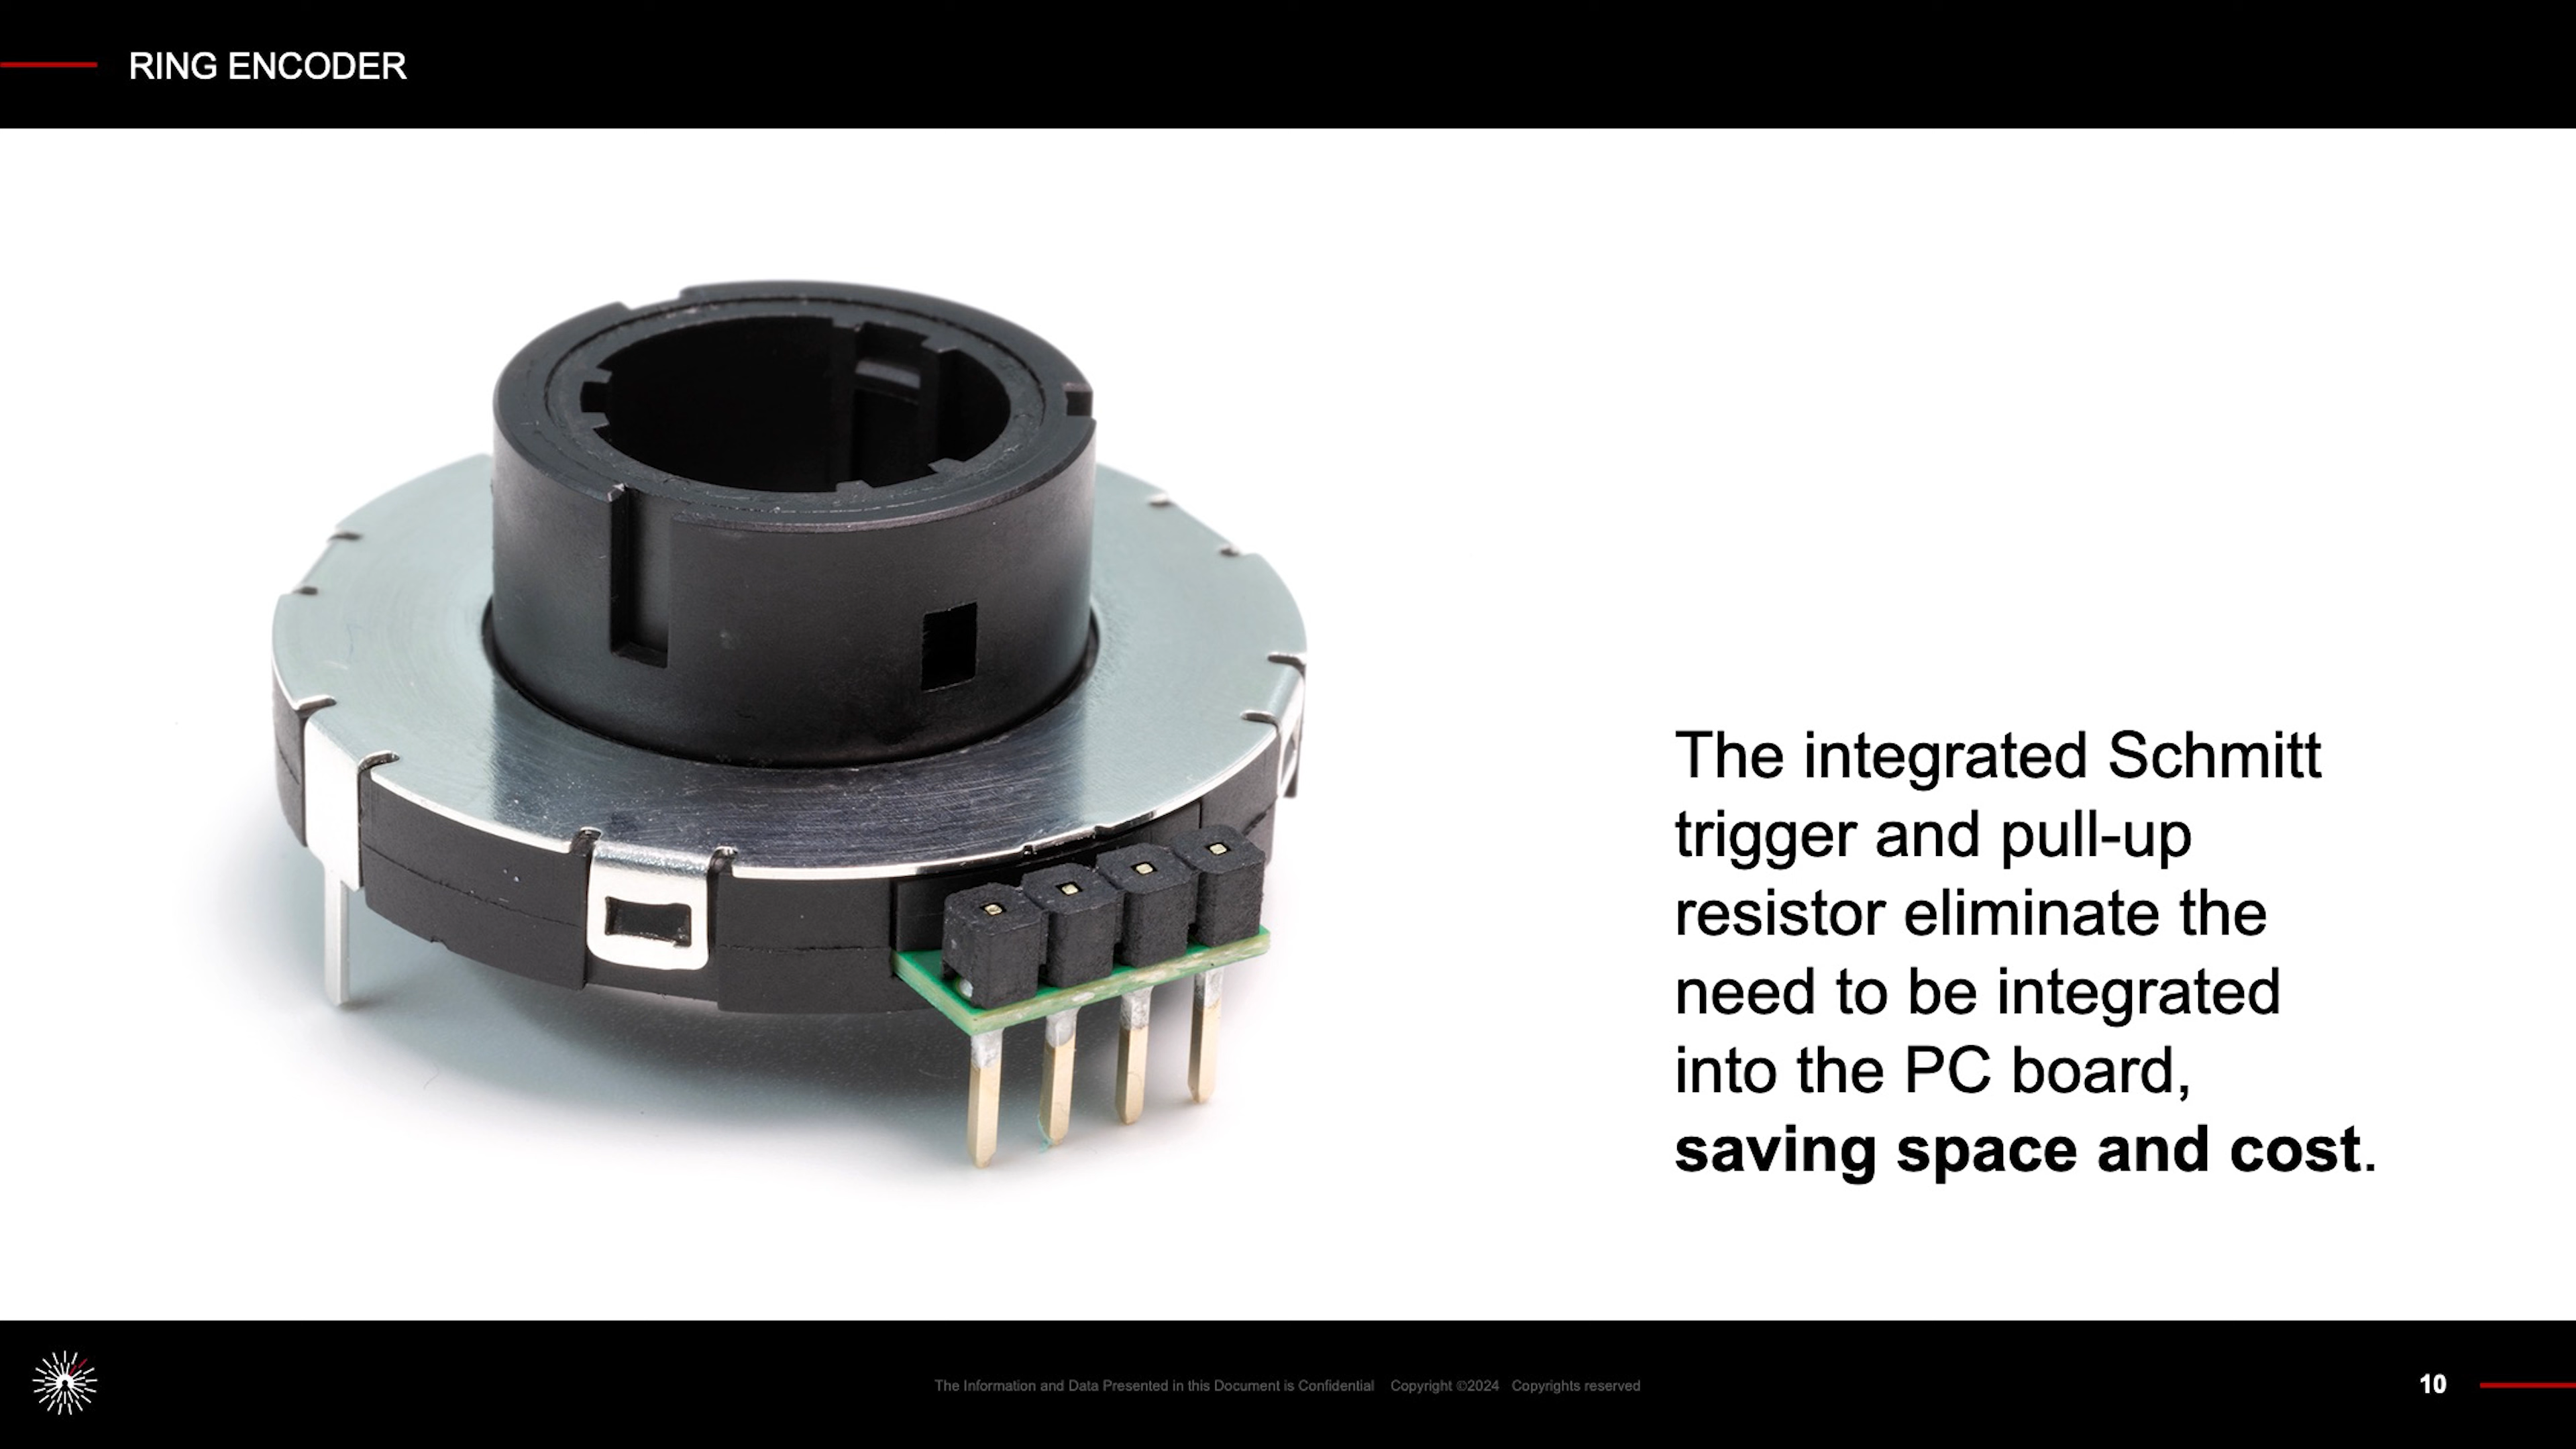 RING ENCODER
The integrated Schmitt
trigger and pull-up
resistor eliminate the
need to be integrated
into the PC board,
saving space and cost.
The Information and Data Presented in this Document is Confidential Copyright ©2024 Copyrights reserved
10